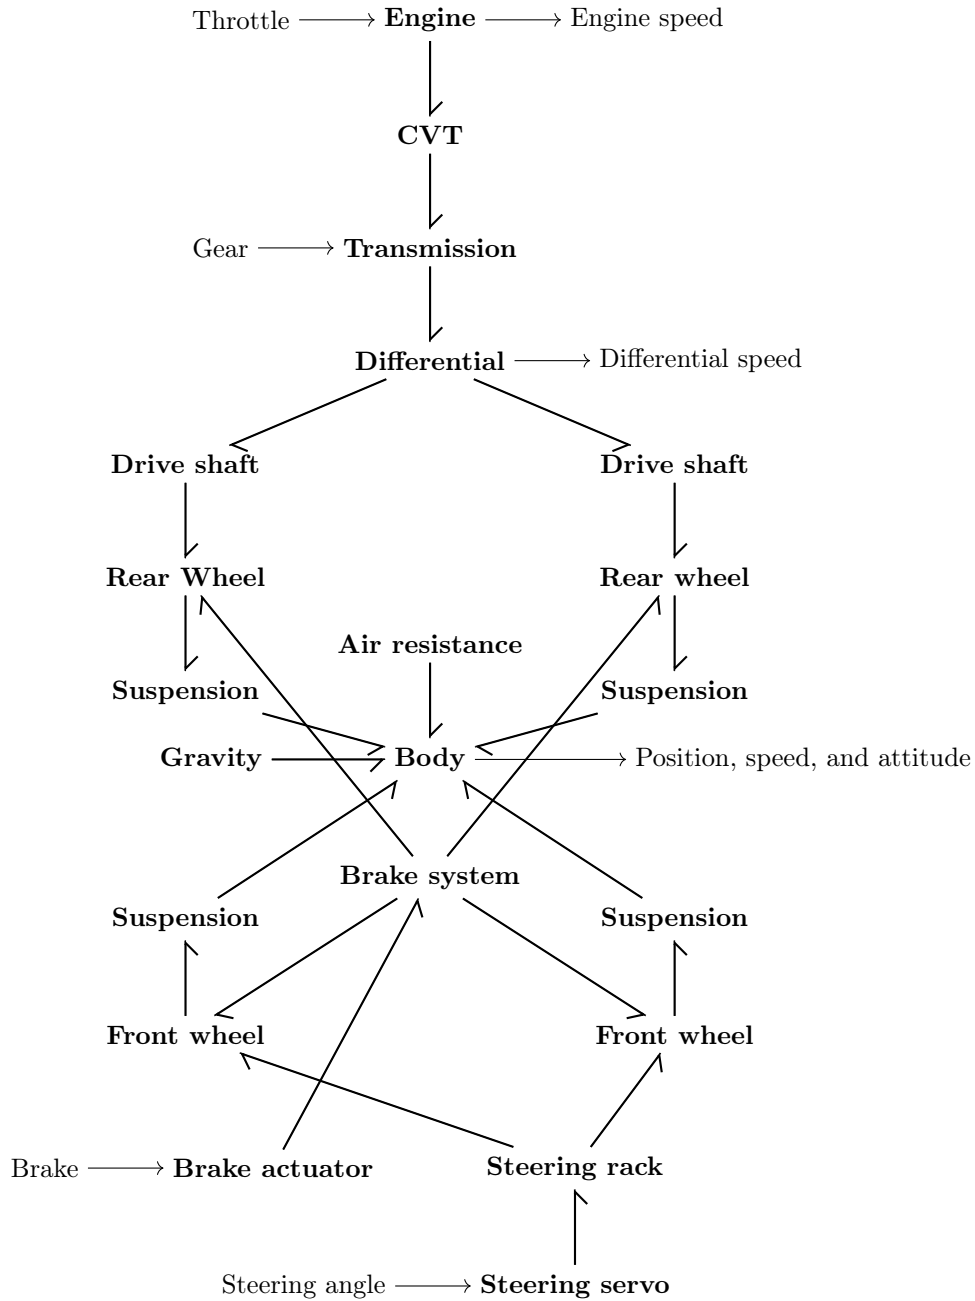 Throttle Engine Engine speed
CVT
Gear Transmission
Differential Differential speed
Drive shaft Drive shaft
Rear Wheel Rear wheel
Air resistance
Suspension Suspension
Gravity Body Position, speed, and attitude
Brake system
Suspension Suspension
Front wheel Front wheel
Brake Brake actuator Steering rack
Steering angle Steering servo